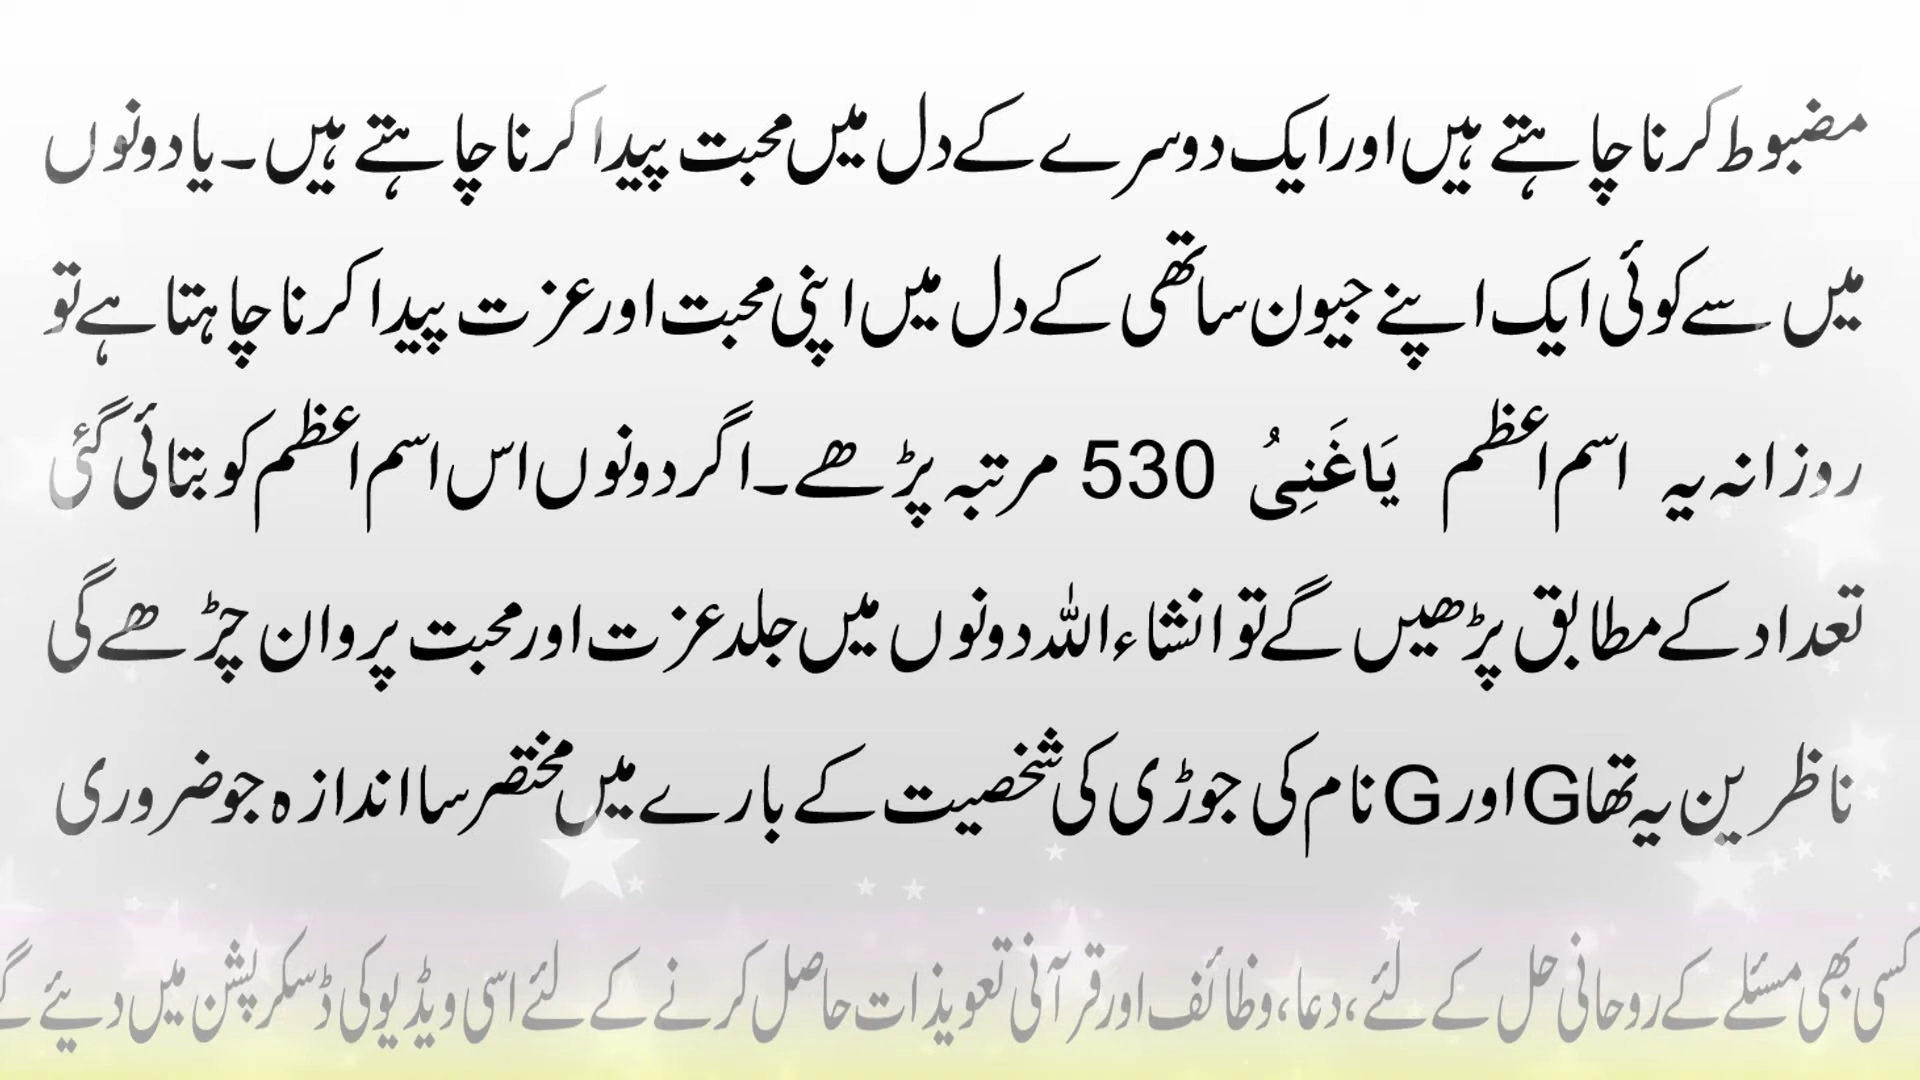 مضبوط کرنا چاہتے ہیں اور ایک دوسرے کے دل میں محبت پیدا کرنا چاہتے ہیں۔ یا دونوں
میں سے کوئی ایک اپنے جیون ساتھی کے دل میں اپنی محبت اور عزت پیدا کرنا چاہتا ہے تو
روزانہ یہ اسم اعظم یَاغَنِیُ 530 مرتبہ پڑھے۔ اگر دونوں اس اسم اعظم کو بتائی گئی
تعداد کے مطابق پڑھیں گے تو انشاء اللہ دونوں میں جلد عزت اور محبت پروان چڑھے گی
ناظرین یہ تھا G اور G نام کی جوڑی کی شخصیت کے بارے میں مختصر سا اندازہ جو ضروری
کسی بھی مسئلے کے روحانی حل کے لئے، دعا، وظائف اور قرآنی تعویذات حاصل کرنے کے لئے اسی ویڈیو کی ڈسکرپشن میں دیئے